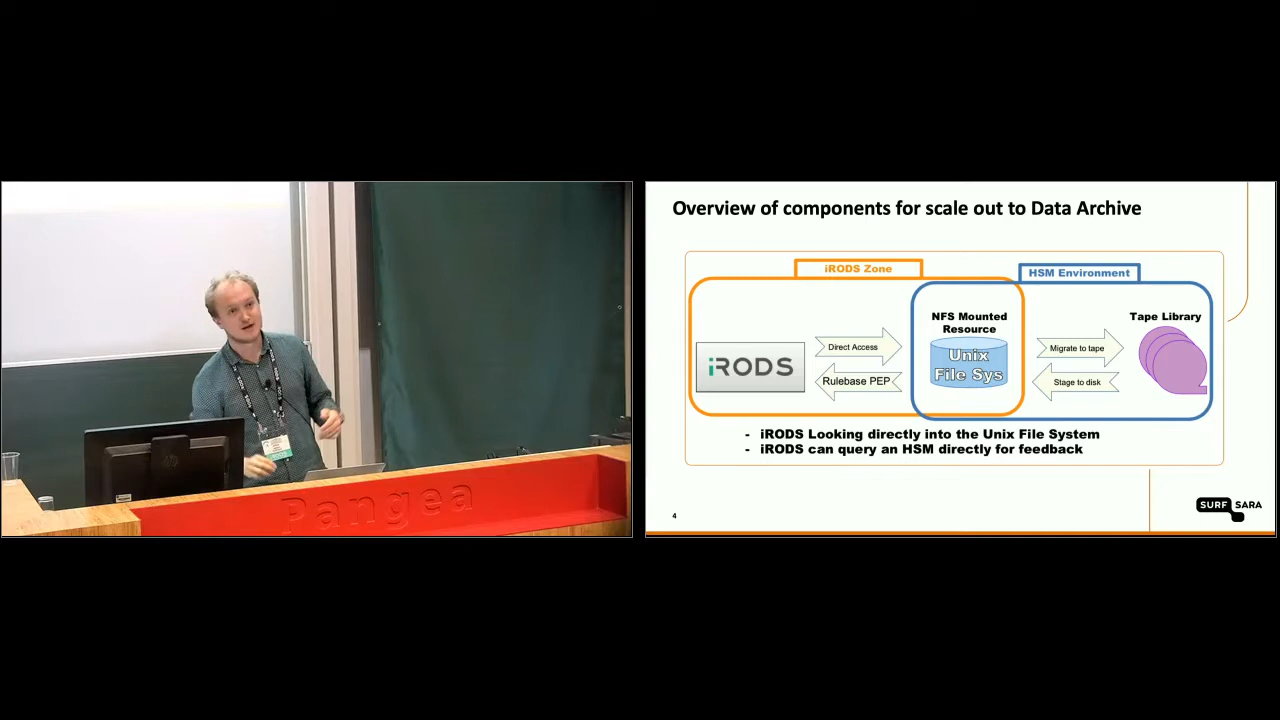 Pangea
Overview of components for scale out to Data Archive
iRODS Zone
HSM Environment
NFS Mounted
Resource
Tape Library
iRODS
Direct Access
Rulebase PEP
Unix
File Sys
Migrate to tape
Stage to disk
- iRODS Looking directly into the Unix File System
- iRODS can query an HSM directly for feedback
4
SURF SARA